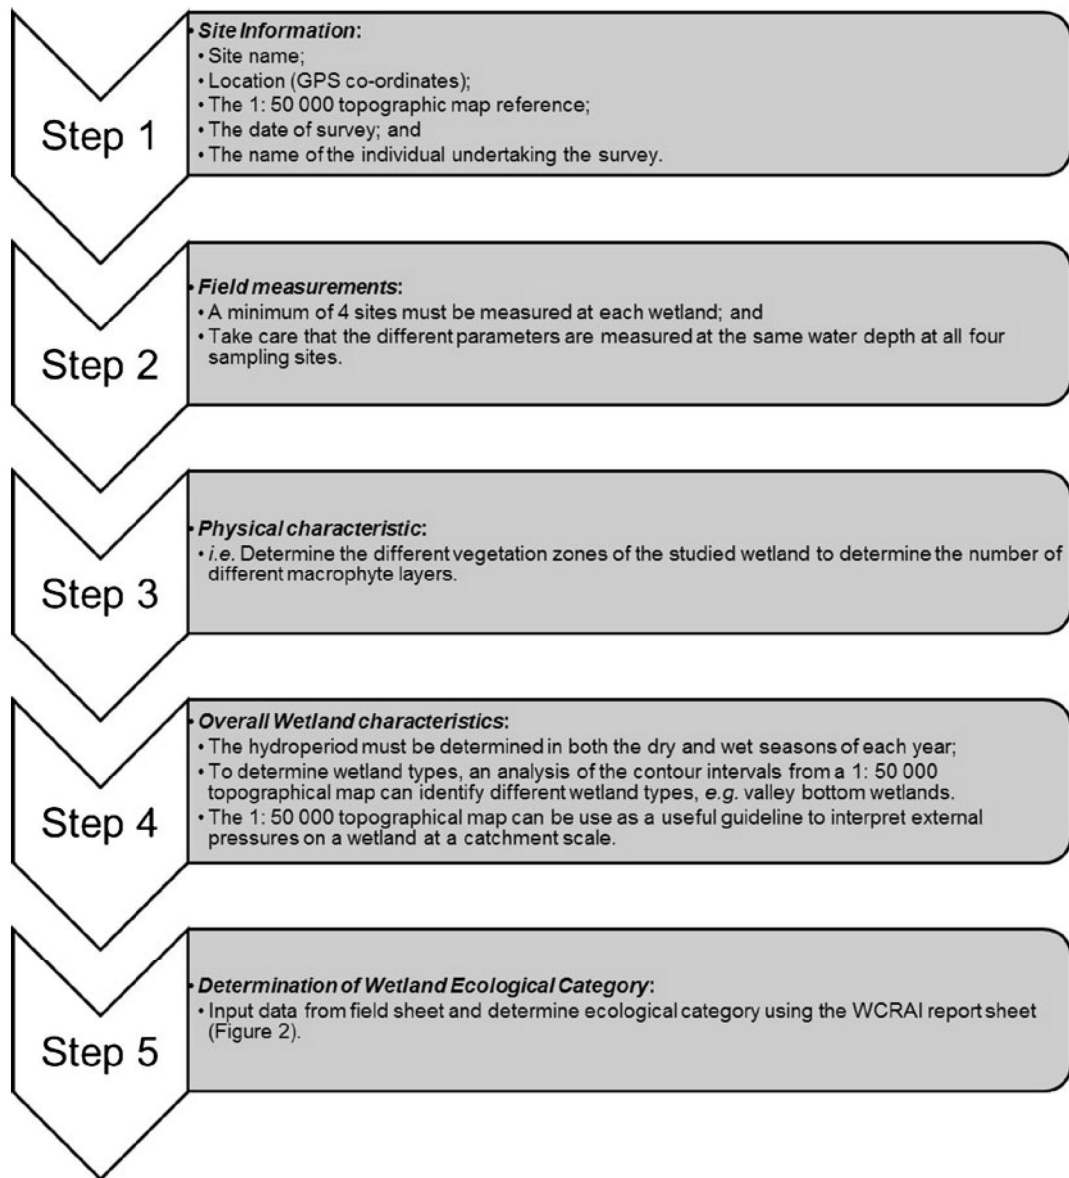 Step 1
• Site Information:
• Site name;
• Location (GPS co-ordinates);
• The 1: 50 000 topographic map reference;
• The date of survey; and
• The name of the individual undertaking the survey.
Step 2
• Field measurements:
• A minimum of 4 sites must be measured at each wetland; and
• Take care that the different parameters are measured at the same water depth at all four
sampling sites.
Step 3
• Physical characteristic:
• i.e. Determine the different vegetation zones of the studied wetland to determine the number of
different macrophyte layers.
Step 4
• Overall Wetland characteristics:
• The hydroperiod must be determined in both the dry and wet seasons of each year;
• To determine wetland types, an analysis of the contour intervals from a 1: 50 000
topographical map can identify different wetland types, e.g. valley bottom wetlands.
• The 1: 50 000 topographical map can be use as a useful guideline to interpret external
pressures on a wetland at a catchment scale.
Step 5
• Determination of Wetland Ecological Category:
• Input data from field sheet and determine ecological category using the WCRAI report sheet
(Figure 2).